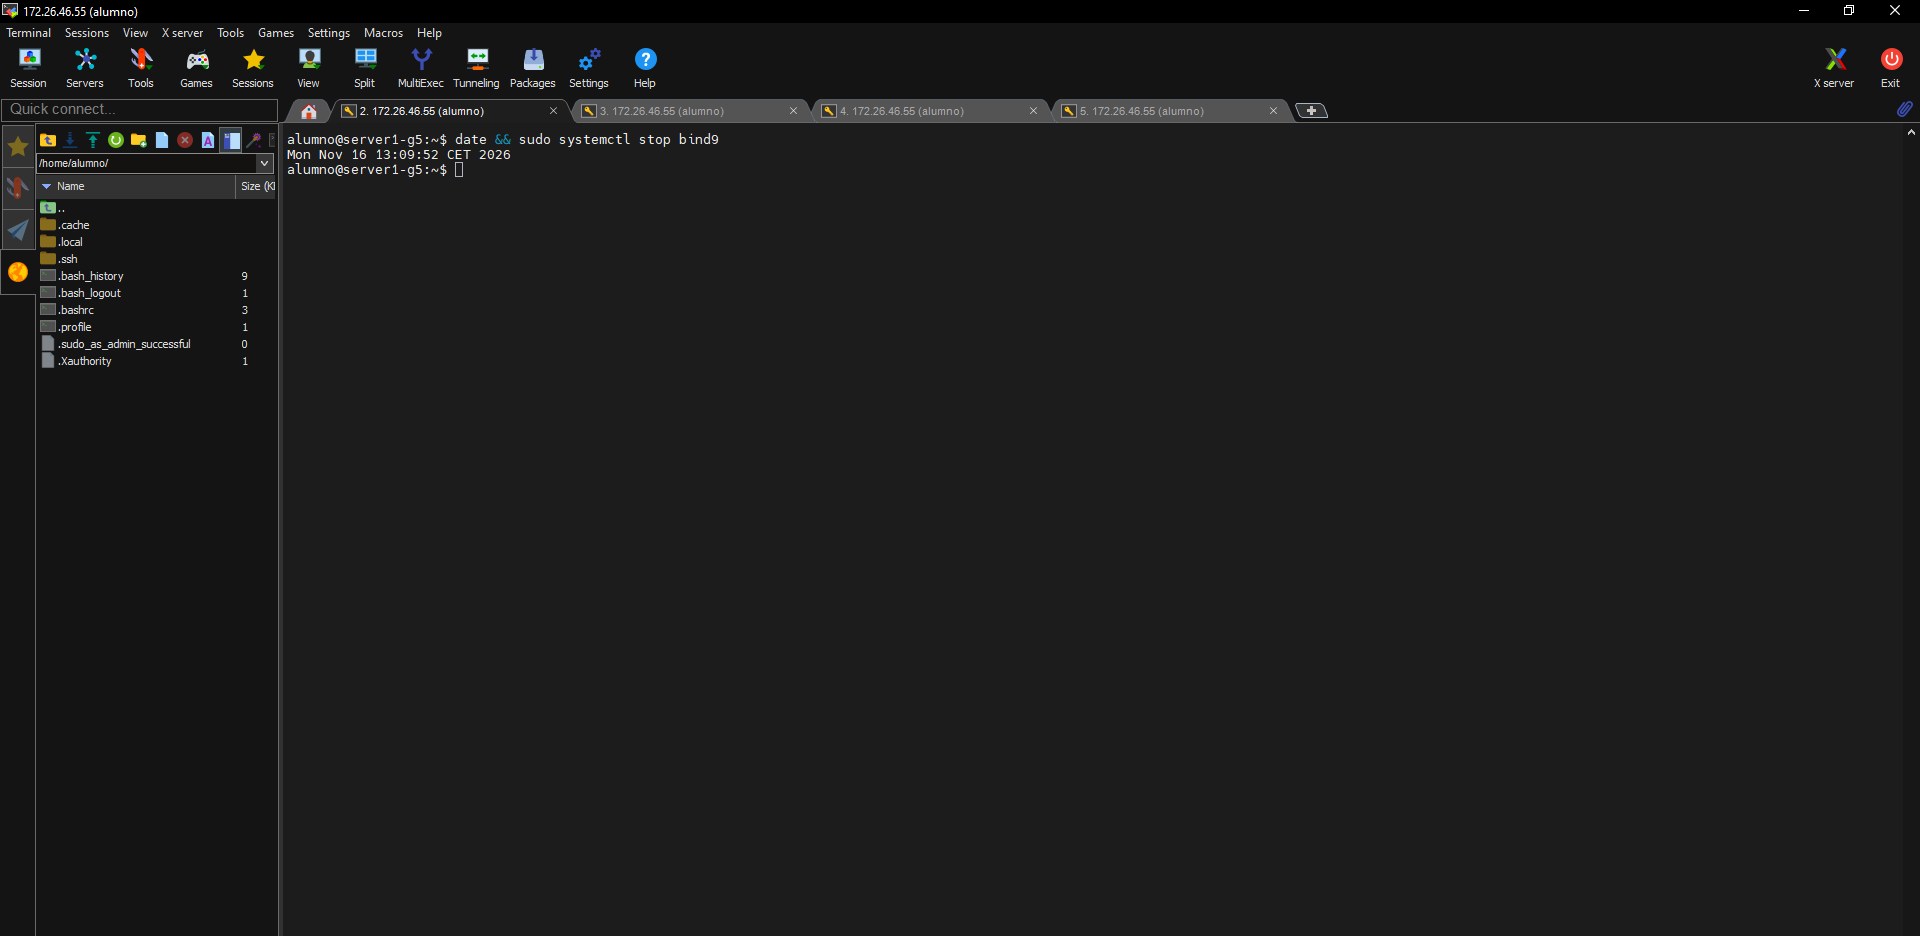 172.26.46.55 (alumno)
Terminal Sessions View X server Tools Games Settings Macros Help
Session Servers Tools Games Sessions View Split MultiExec Tunneling Packages Settings Help X server Exit
Quick connect...
2. 172.26.46.55 (alumno)
3. 172.26.46.55 (alumno)
4. 172.26.46.55 (alumno)
5. 172.26.46.55 (alumno)
/home/alumno/
Name Size (K
..
.cache
.local
.ssh
.bash_history 9
.bash_logout 1
.bashrc 3
.profile 1
.sudo_as_admin_successful 0
.Xauthority 1
alumno@server1-g5:~$ date && sudo systemctl stop bind9
Mon Nov 16 13:09:52 CET 2026
alumno@server1-g5:~$